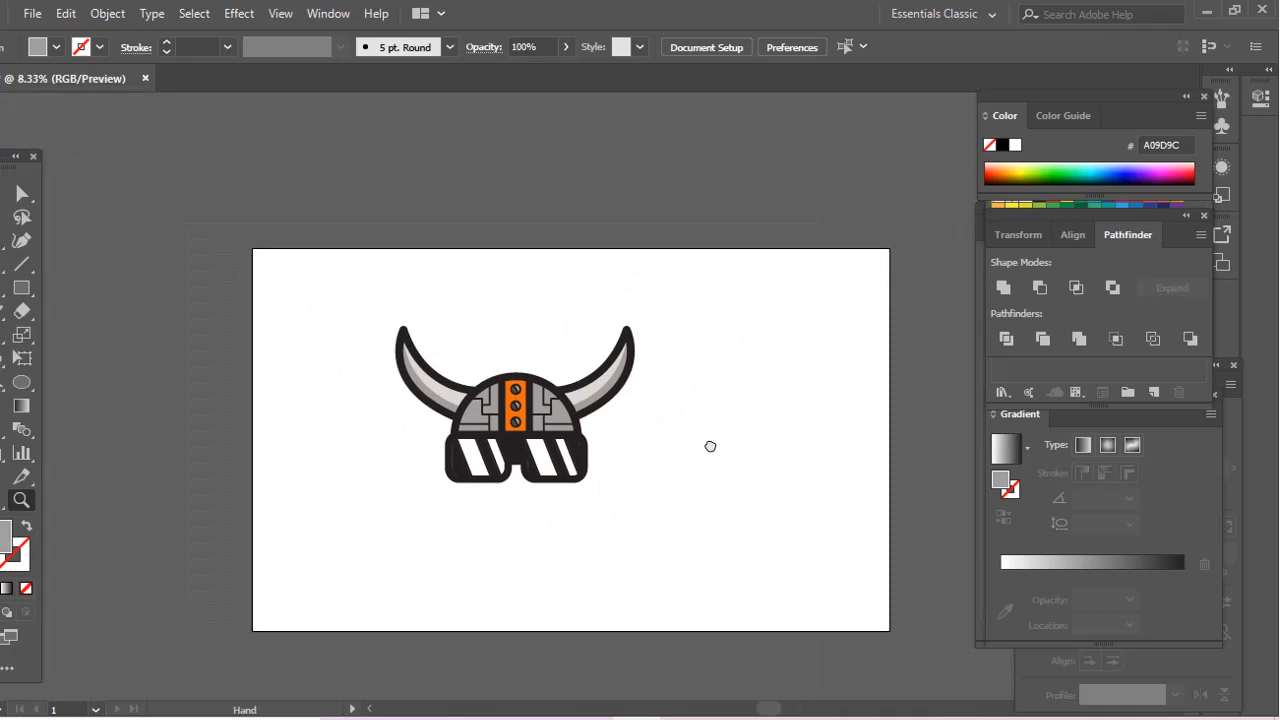 File Edit Object Type Select Effect View Window Help Essentials Classic Search Adobe Help
Stroke: 5 pt. Round Opacity: 100% Style: Document Setup Preferences
@ 8.33% (RGB/Preview)
Color Color Guide
# A09D9C
Transform Align Pathfinder
Shape Modes:
Expand
Pathfinders:
Gradient
Type:
Stroke:
Opacity:
Location:
Align:
Profile:
1 Hand